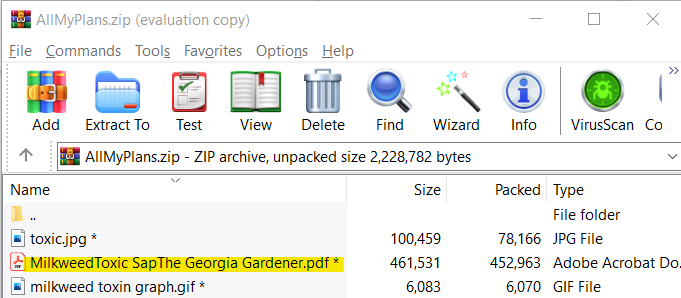 AllMyPlans.zip (evaluation copy)
File Commands Tools Favorites Options Help
Add Extract To Test View Delete Find Wizard Info VirusScan Co
AllMyPlans.zip - ZIP archive, unpacked size 2,228,782 bytes
Name Size Packed Type
.. File folder
toxic.jpg * 100,459 78,166 JPG File
MilkweedToxic SapThe Georgia Gardener.pdf * 461,531 452,963 Adobe Acrobat Do...
milkweed toxin graph.gif * 6,083 6,070 GIF File